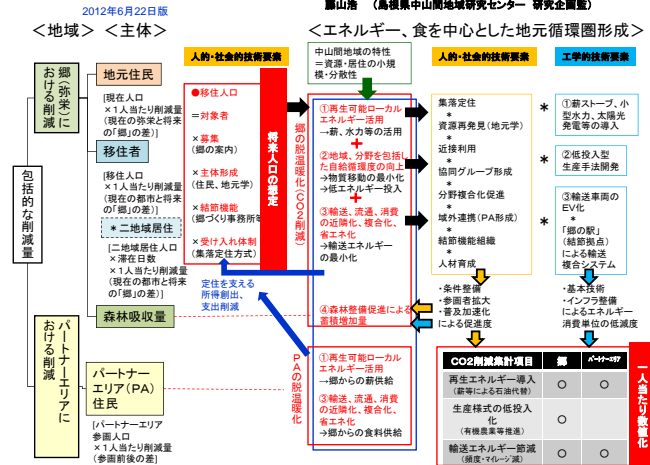 2012年6月22日版
藤山浩 (島根県中山間地域研究センター 研究企画監)
＜地域＞ ＜主体＞
＜エネルギー、食を中心とした地元循環圏形成＞
包括的な削減量
郷（弥栄）に
おける削減
地元住民
[現在人口
×１人当たり削減量
(現在の弥栄と将来
の「郷」の差)]
移住者
[移住人口
×１人当たり削減量
(現在の都市と将来
の「郷」の差)]
＊二地域居住
[二地域居住人口
×滞在日数
×１人当たり削減量
(現在の都市と将来
の「郷」の差)]
森林吸収量
パートナーエリアに
おける削減
パートナー
エリア(PA)
住民
[パートナーエリア
参画人口
×１人当たり削減量
(参画前後の差)]
人的・社会的技術要素
●移住人口
＝対象者
×募集
(郷の案内)
×主体形成
(住民、地元学)
×結節機能
(郷づくり事務所等
×受け入れ体制
(集落定住方式)
将来人口の想定
定住を支える
所得創出、
支出削減
中山間地域の特性
＝資源・居住の小規
模・分散性
郷の脱温暖化(CO2削減)
①再生可能ローカル
エネルギー活用
→薪、水力等の活用
＋
②地域、分野を包括し
た自給循環度の向上
→物質移動の最小化
→低エネルギー投入
＋
③輸送、流通、消費
の近隣化、複合化、
省エネ化
→輸送エネルギー
の最小化
④森林整備促進による
蓄積増加量
PAの脱温暖化
①再生可能ローカル
エネルギー活用
→郷からの薪供給
③輸送、流通、消費
の近隣化、複合化、
省エネ化
→郷からの食料供給
人的・社会的技術要素
集落定住
＊
資源再発見(地元学)
＊
近接利用
＊
協同グループ形成
＊
分野複合化促進
＊
域外連携(PA形成)
＊
結節機能組織
＊
人材育成
・条件整備
・参画者拡大
・普及加速化
による促進度
＊
＊
＊
工学的技術要素
①薪ストーブ、小
型水力、太陽光
発電等の導入
②低投入型
生産手法開発
③輸送車両の
EV化
＊
「郷の駅」
(結節拠点)
による輸送
複合システム
・基本技術
・インフラ整備
によるエネルギー
消費単位の低減度
CO2削減集計項目 郷 パートナーエリア
再生エネルギー導入 ○ ○
(薪等による石油代替)
生産様式の低投入
化 ○
(有機農業等推進)
輸送エネルギー節減 ○ ○
(頻度・マイレージ減)
一人当たり数値化